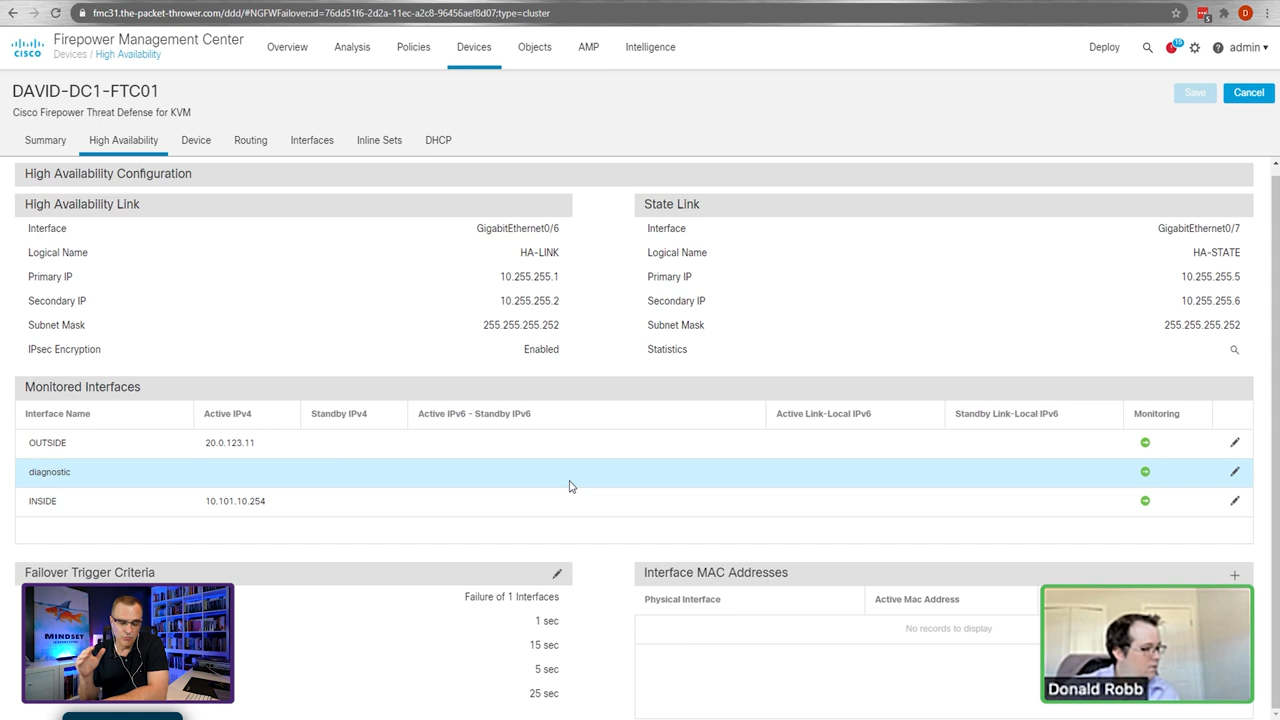 fmc31.the-packet-thrower.com/ddd/#NGFWFailover;id=76dd51f6-2d2a-11ec-a2c8-96456aef8d07;type=cluster
5
D
CISCO
Firepower Management Center
Devices / High Availability
Overview
Analysis
Policies
Devices
Objects
AMP
Intelligence
Deploy
15
admin
DAVID-DC1-FTC01
Cisco Firepower Threat Defense for KVM
Save
Cancel
Summary
High Availability
Device
Routing
Interfaces
Inline Sets
DHCP
High Availability Configuration
High Availability Link
Interface GigabitEthernet0/6
Logical Name HA-LINK
Primary IP 10.255.255.1
Secondary IP 10.255.255.2
Subnet Mask 255.255.255.252
IPsec Encryption Enabled
State Link
Interface GigabitEthernet0/7
Logical Name HA-STATE
Primary IP 10.255.255.5
Secondary IP 10.255.255.6
Subnet Mask 255.255.255.252
Statistics
Monitored Interfaces
Interface Name Active IPv4 Standby IPv4 Active IPv6 - Standby IPv6 Active Link-Local IPv6 Standby Link-Local IPv6 Monitoring
OUTSIDE 20.0.123.11
diagnostic
INSIDE 10.101.10.254
Failover Trigger Criteria
Failure of 1 Interfaces
1 sec
15 sec
5 sec
25 sec
Interface MAC Addresses
Physical Interface Active Mac Address
No records to display
MINDSET
Donald Robb